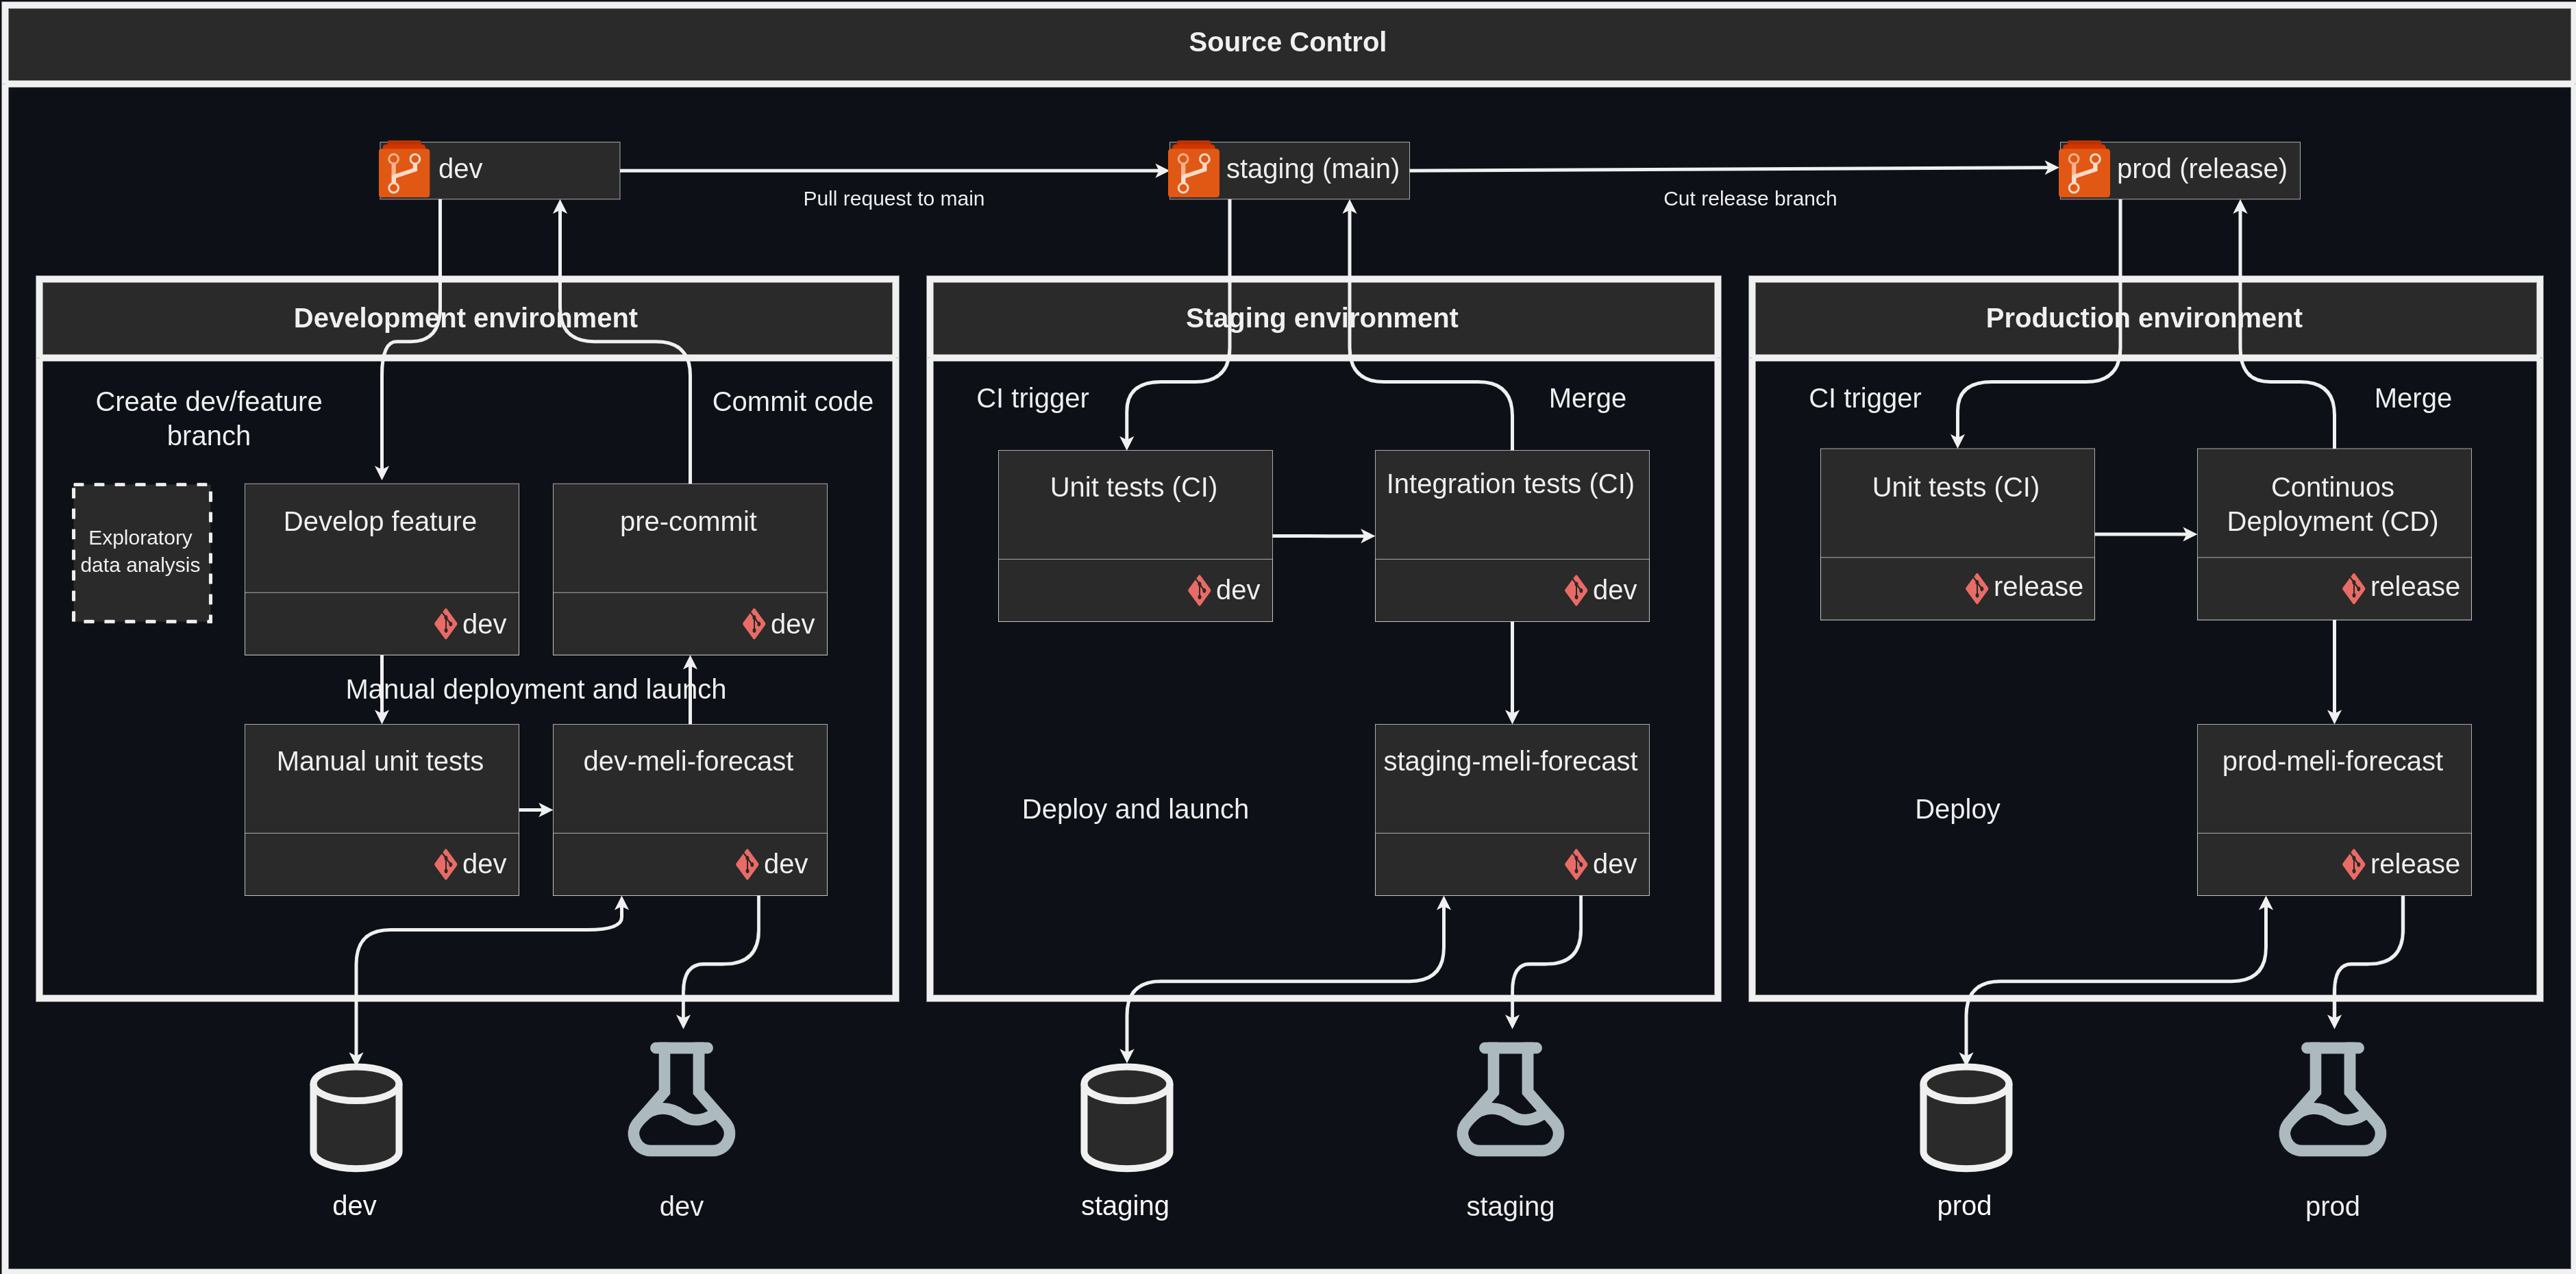 Source Control
dev
staging (main)
prod (release)
Pull request to main
Cut release branch
Development environment
Create dev/feature
branch
Commit code
Exploratory
data analysis
Develop feature
dev
pre-commit
dev
Manual deployment and launch
Manual unit tests
dev
dev-meli-forecast
dev
Staging environment
CI trigger
Merge
Unit tests (CI)
dev
Integration tests (CI)
dev
Deploy and launch
staging-meli-forecast
dev
Production environment
CI trigger
Merge
Unit tests (CI)
release
Continuos
Deployment (CD)
release
Deploy
prod-meli-forecast
release
dev
dev
staging
staging
prod
prod